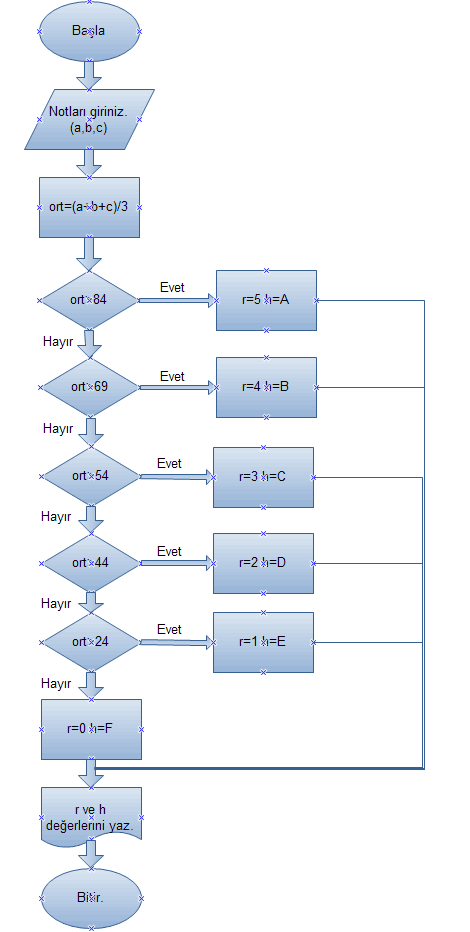 Başla
Notları giriniz.
(a,b,c)
ort=(a+b+c)/3
ort>84
Evet
r=5 h=A
Hayır
ort>69
Evet
r=4 h=B
Hayır
ort>54
Evet
r=3 h=C
Hayır
ort>44
Evet
r=2 h=D
Hayır
ort>24
Evet
r=1 h=E
Hayır
r=0 h=F
r ve h
değerlerini yaz.
Bitir.